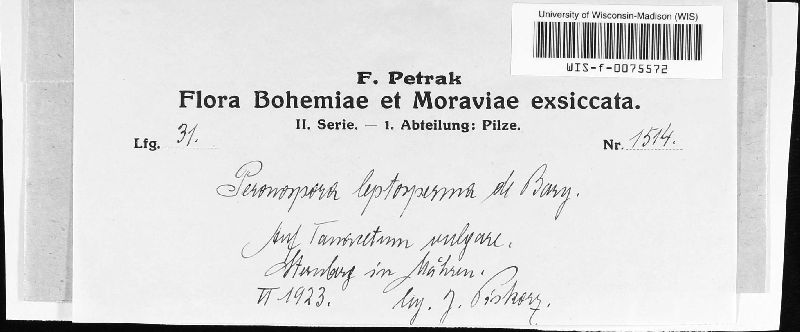 University of Wisconsin-Madison (WIS)
WIS-f-0075572
F. Petrak
Flora Bohemiae et Moraviae exsiccata.
II. Serie. — 1. Abteilung: Pilze.
Lfg. 31. Nr. 1514.
Peronospora leptosperma de Bary.
Auf Tanacetum vulgare.
Sternberg in Mähren.
VI 1923. leg. J. Piskorz.